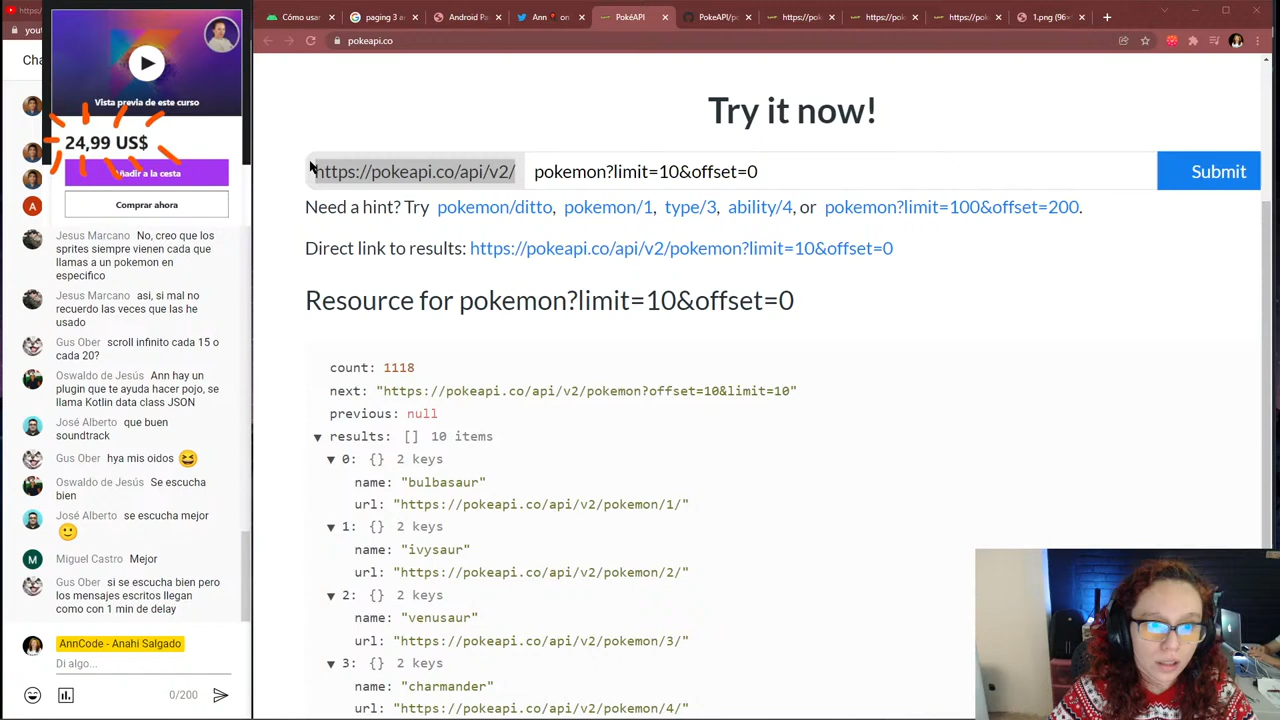 https:/
Cómo usar
paging 3 a
Android Pa
Ann on
PokéAPI
PokeAPI/po
https://pok
https://pok
https://pok
1.png (96×
you
pokeapi.co
Cha
Vista previa de este curso
24,99 US$
Añadir a la cesta
Comprar ahora
Jesus Marcano No, creo que los
sprites siempre vienen cada que
llamas a un pokemon en
especifico
Jesus Marcano asi, si mal no
recuerdo las veces que las he
usado
Gus Ober scroll infinito cada 15 o
cada 20?
Oswaldo de Jesús Ann hay un
plugin que te ayuda hacer pojo, se
llama Kotlin data class JSON
José Alberto que buen
soundtrack
Gus Ober hya mis oidos 😆
Oswaldo de Jesús Se escucha
bien
José Alberto se escucha mejor
🙂
M Miguel Castro Mejor
Gus Ober si se escucha bien pero
los mensajes escritos llegan
como con 1 min de delay
AnnCode - Anahi Salgado
Di algo...
0/200
A
Try it now!
https://pokeapi.co/api/v2/ pokemon?limit=10&offset=0 Submit
Need a hint? Try pokemon/ditto, pokemon/1, type/3, ability/4, or pokemon?limit=100&offset=200.
Direct link to results: https://pokeapi.co/api/v2/pokemon?limit=10&offset=0
Resource for pokemon?limit=10&offset=0
count: 1118
next: "https://pokeapi.co/api/v2/pokemon?offset=10&limit=10"
previous: null
results: [] 10 items
0: {} 2 keys
name: "bulbasaur"
url: "https://pokeapi.co/api/v2/pokemon/1/"
1: {} 2 keys
name: "ivysaur"
url: "https://pokeapi.co/api/v2/pokemon/2/"
2: {} 2 keys
name: "venusaur"
url: "https://pokeapi.co/api/v2/pokemon/3/"
3: {} 2 keys
name: "charmander"
url: "https://pokeapi.co/api/v2/pokemon/4/"